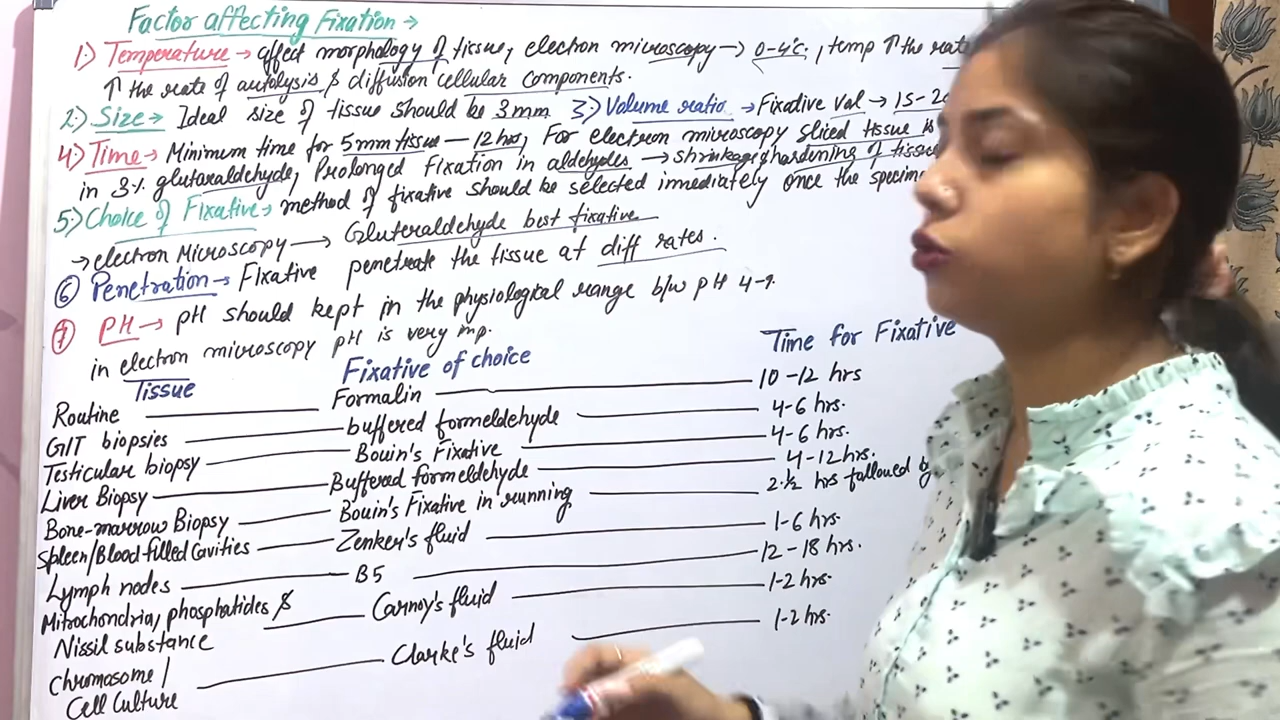 Factor affecting Fixation →
1) Temperature → affect morphology of tissue, electron microscopy → 0-4°c, temp ↑ the
↑ the rate of autolysis & diffusion cellular components.
2) Size → Ideal size of tissue should be 3mm 3) Volume ratio → Fixative Vol → 15-
4) Time → Minimum time for 5mm tissue — 12 hrs, For electron microscopy sliced tissue is
in 3% glutaraldehyde, Prolonged Fixation in aldehydes → shrinkage & hardining of tissue
5) Choice of Fixative → method of fixative should be selected immediately once the
→ electron Microscopy → Gluteraldehyde best fixative
⑥ Penetration → Fixative penetrate the tissue at diff rates.
⑦ PH → pH should kept in the physiological range b/w pH 4-9.
in electron microscopy pH is very imp.
Tissue Fixative of choice Time for Fixative
Routine — Formalin — 10-12 hrs
GIT biopsies — buffered formeldehyde — 4-6 hrs.
Testicular biopsy — Bouin's Fixative — 4-6 hrs.
Liver Biopsy — Buffered formeldehyde — 4-12 hrs.
Bone-marrow Biopsy — Bouin's Fixative in running — 2·½ hrs followed by
Spleen/Blood filled Cavities — Zenker's fluid — 1-6 hrs.
Lymph nodes — B5 — 12-18 hrs.
Mitochondria, phosphatides & — Carnoy's fluid — 1-2 hrs.
Nissil substance
Chromasome / — Clarke's fluid — 1-2 hrs.
Cell Culture